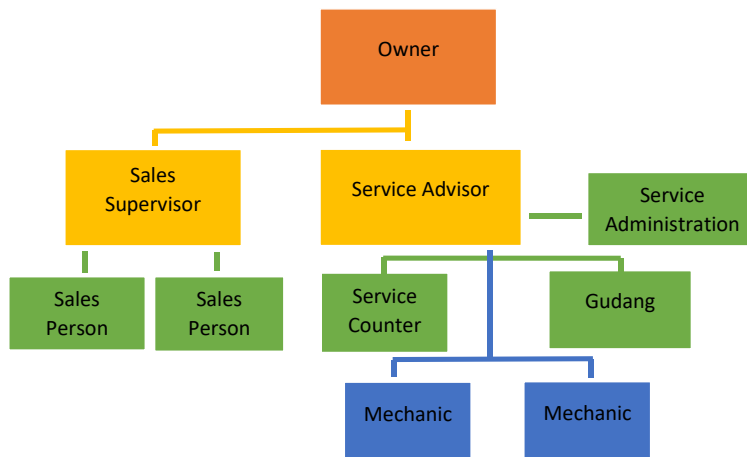 Owner
Sales
Supervisor
Service Advisor
Service
Administration
Sales
Person
Sales
Person
Service
Counter
Gudang
Mechanic
Mechanic